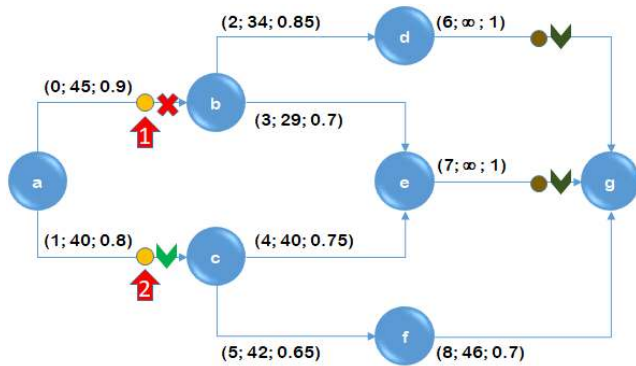 (2; 34; 0.85)
d
(6; ∞; 1)
(0; 45; 0.9)
b
1
(3; 29; 0.7)
a
e
(7; ∞; 1)
g
(1; 40; 0.8)
c
(4; 40; 0.75)
2
f
(5; 42; 0.65)
(8; 46; 0.7)